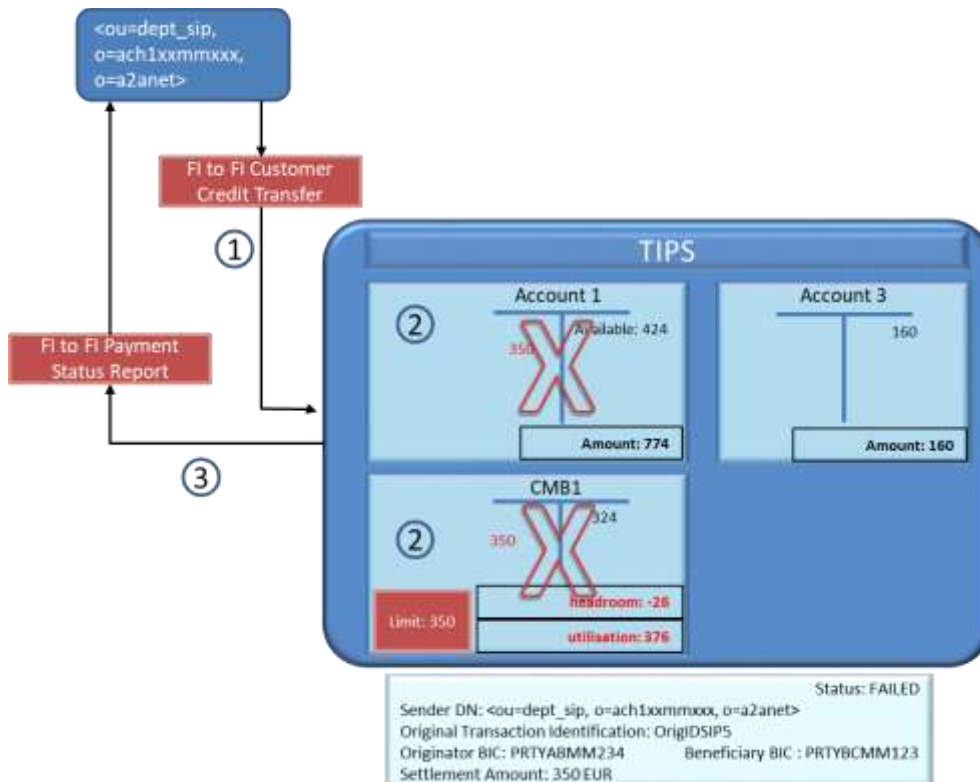 <ou=dept_sip,
o=ach1xxmmxxx,
o=a2anet>
FI to FI Customer
Credit Transfer
1
TIPS
Account 1
2
Available: 424
350
Amount: 774
Account 3
160
Amount: 160
FI to FI Payment
Status Report
3
CMB1
2
324
350
headroom: -26
Limit: 350
utilisation: 376
Status: FAILED
Sender DN: <ou=dept_sip, o=ach1xxmmxxx, o=a2anet>
Original Transaction Identification: OrigIDSIP5
Originator BIC: PRTYABMM234 Beneficiary BIC : PRTYBCMM123
Settlement Amount: 350 EUR